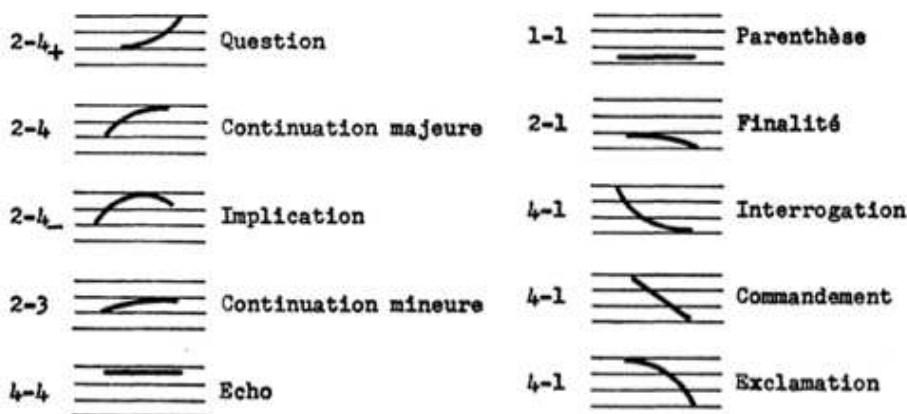 2-4+ Question
2-4 Continuation majeure
2-4- Implication
2-3 Continuation mineure
4-4 Echo
1-1 Parenthèse
2-1 Finalité
4-1 Interrogation
4-1 Commandement
4-1 Exclamation